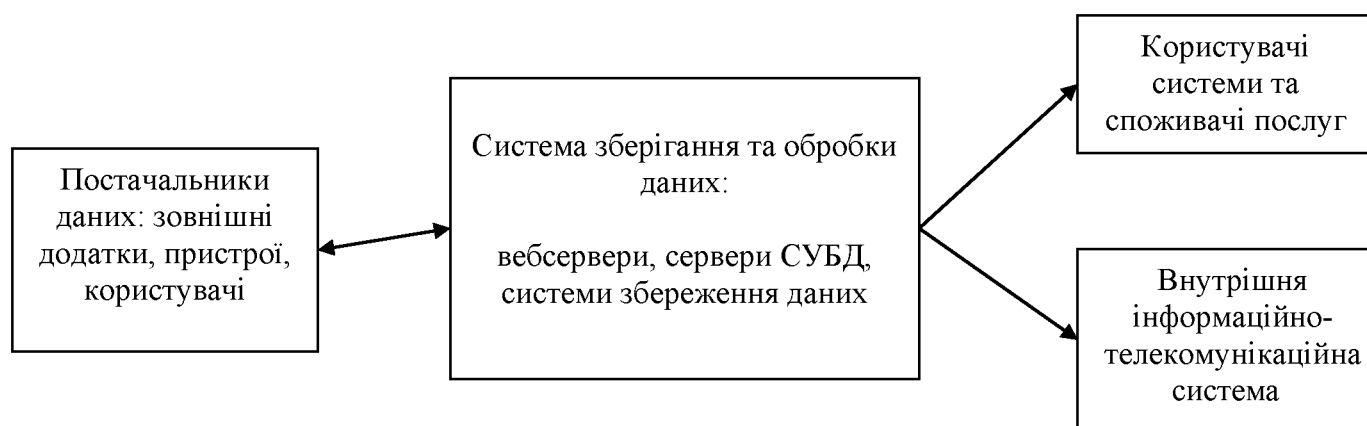 Постачальники
даних: зовнішні
додатки, пристрої,
користувачі
Система зберігання та обробки
даних:
вебсервери, сервери СУБД,
системи збереження даних
Користувачі
системи та
споживачі послуг
Внутрішня
інформаційно-
телекомунікаційна
система